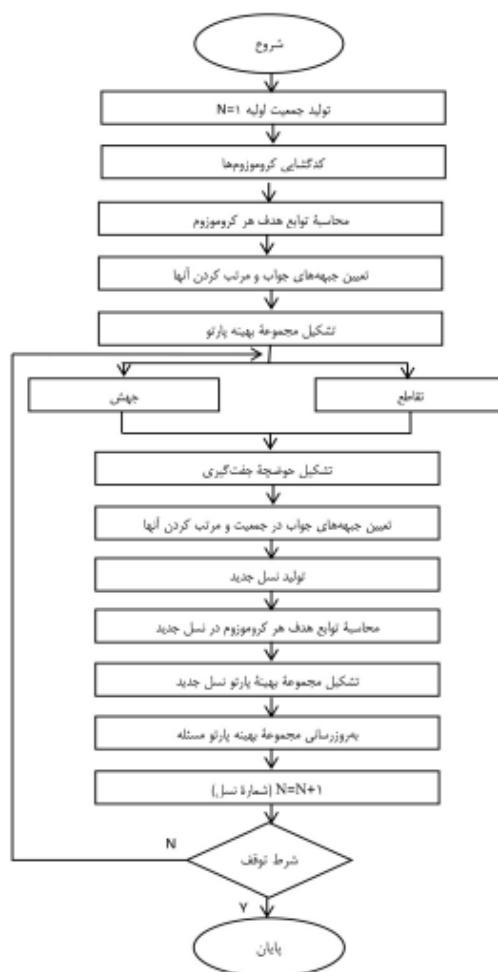 شروع
تولید جمعیت اولیه N=۱
کدگشایی کروموزوم‌ها
محاسبهٔ توابع هدف هر کروموزوم
تعیین جبهه‌های جواب و مرتب کردن آنها
تشکیل مجموعهٔ بهینه پارتو
تقاطع
جهش
تشکیل حوضچهٔ جفت‌گیری
تعیین جبهه‌های جواب در جمعیت و مرتب کردن آنها
تولید نسل جدید
محاسبهٔ توابع هدف هر کروموزوم در نسل جدید
تشکیل مجموعهٔ بهینهٔ پارتو نسل جدید
به‌روزرسانی مجموعهٔ بهینه پارتو مسئله
N=N+۱ (شمارهٔ نسل)
N
شرط توقف
Y
پایان